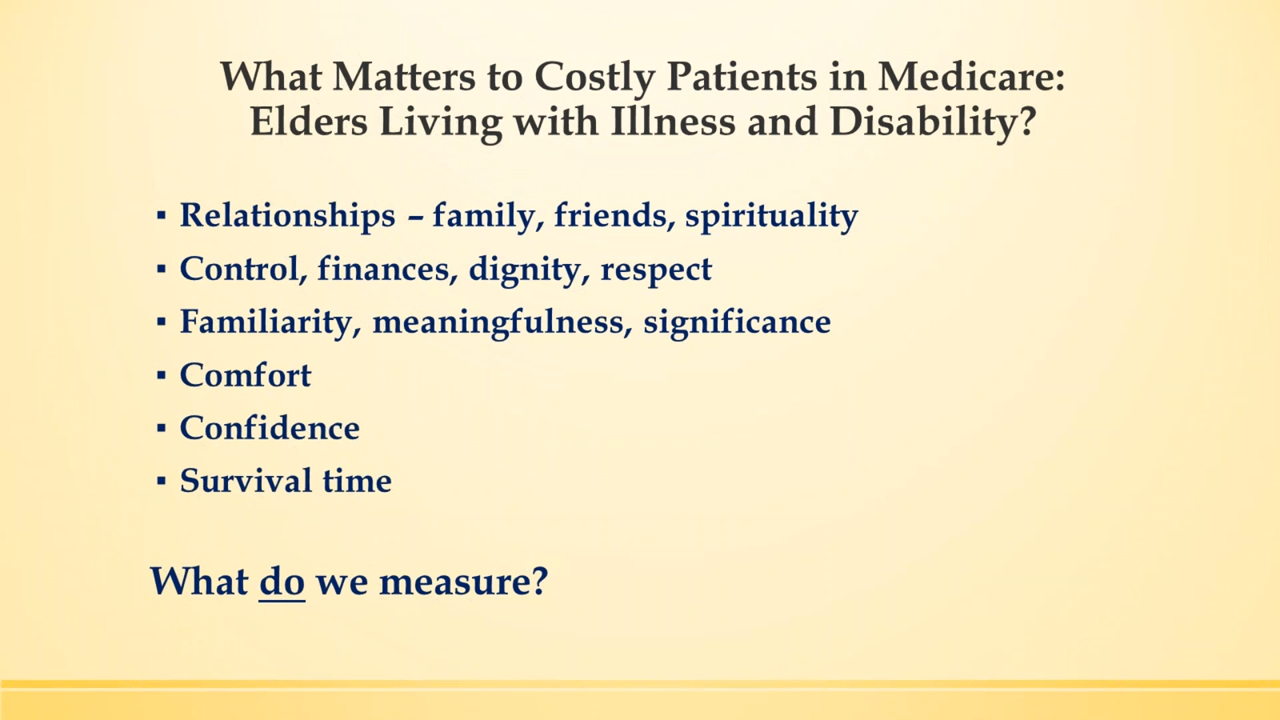 What Matters to Costly Patients in Medicare:
Elders Living with Illness and Disability?
▪ Relationships – family, friends, spirituality
▪ Control, finances, dignity, respect
▪ Familiarity, meaningfulness, significance
▪ Comfort
▪ Confidence
▪ Survival time
What do we measure?